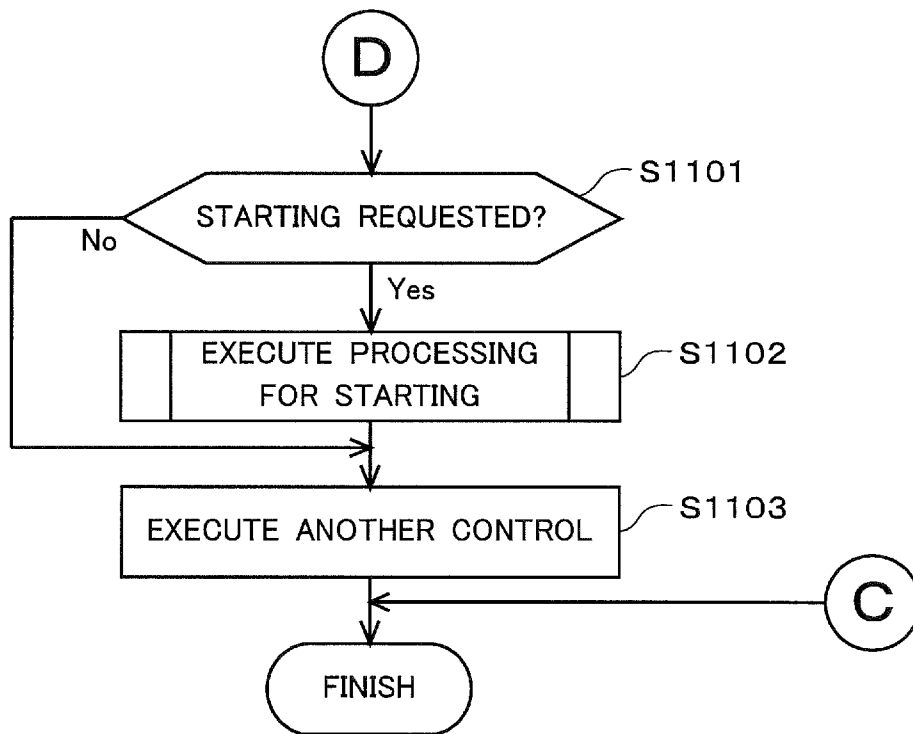 D
S1101
STARTING REQUESTED?
No
Yes
EXECUTE PROCESSING
FOR STARTING
S1102
EXECUTE ANOTHER CONTROL
S1103
C
FINISH